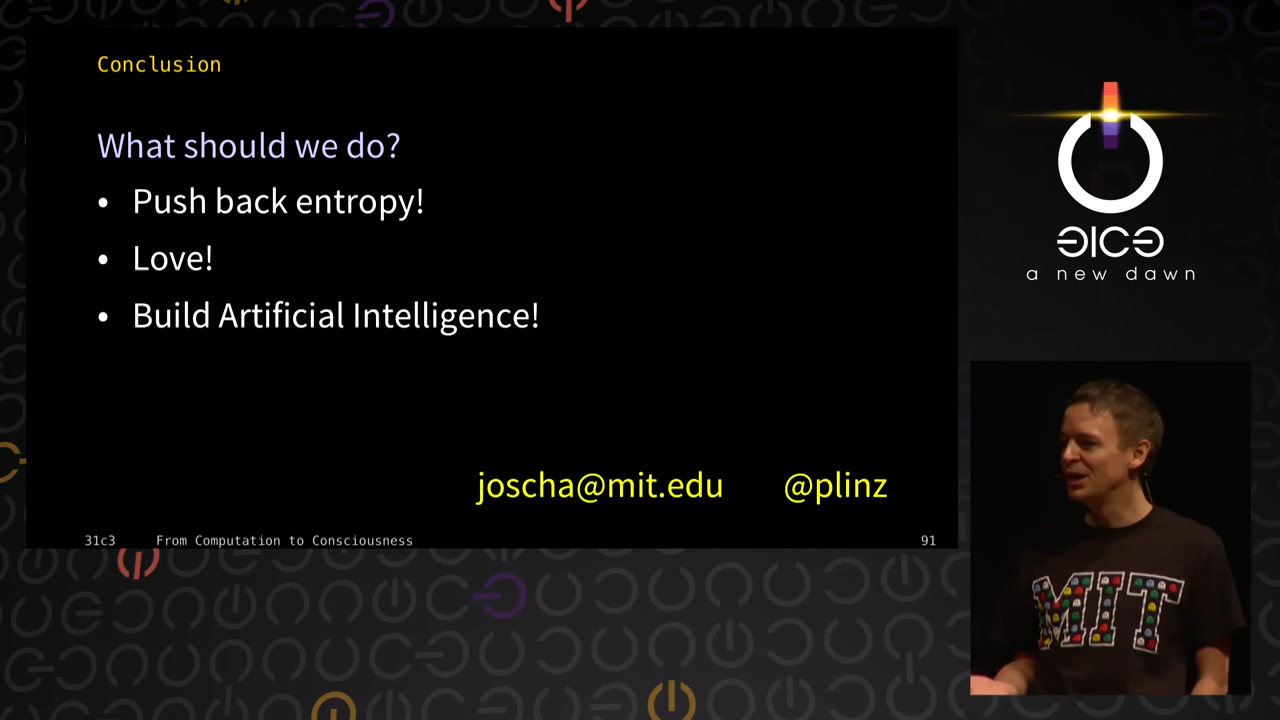 Conclusion
What should we do?
• Push back entropy!
• Love!
• Build Artificial Intelligence!
joscha@mit.edu @plinz
31c3 From Computation to Consciousness 91
31C3
a new dawn
MIT